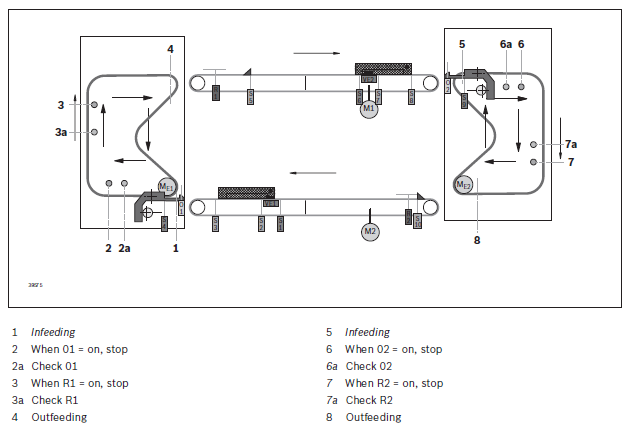 4
5
6a 6
3
VE2
M1
3a
7a
7
ME1
ME2
VE1
M2
2 2a
1
8
1 Infeeding
2 When 01 = on, stop
2a Check 01
3 When R1 = on, stop
3a Check R1
4 Outfeeding
5 Infeeding
6 When 02 = on, stop
6a Check 02
7 When R2 = on, stop
7a Check R2
8 Outfeeding